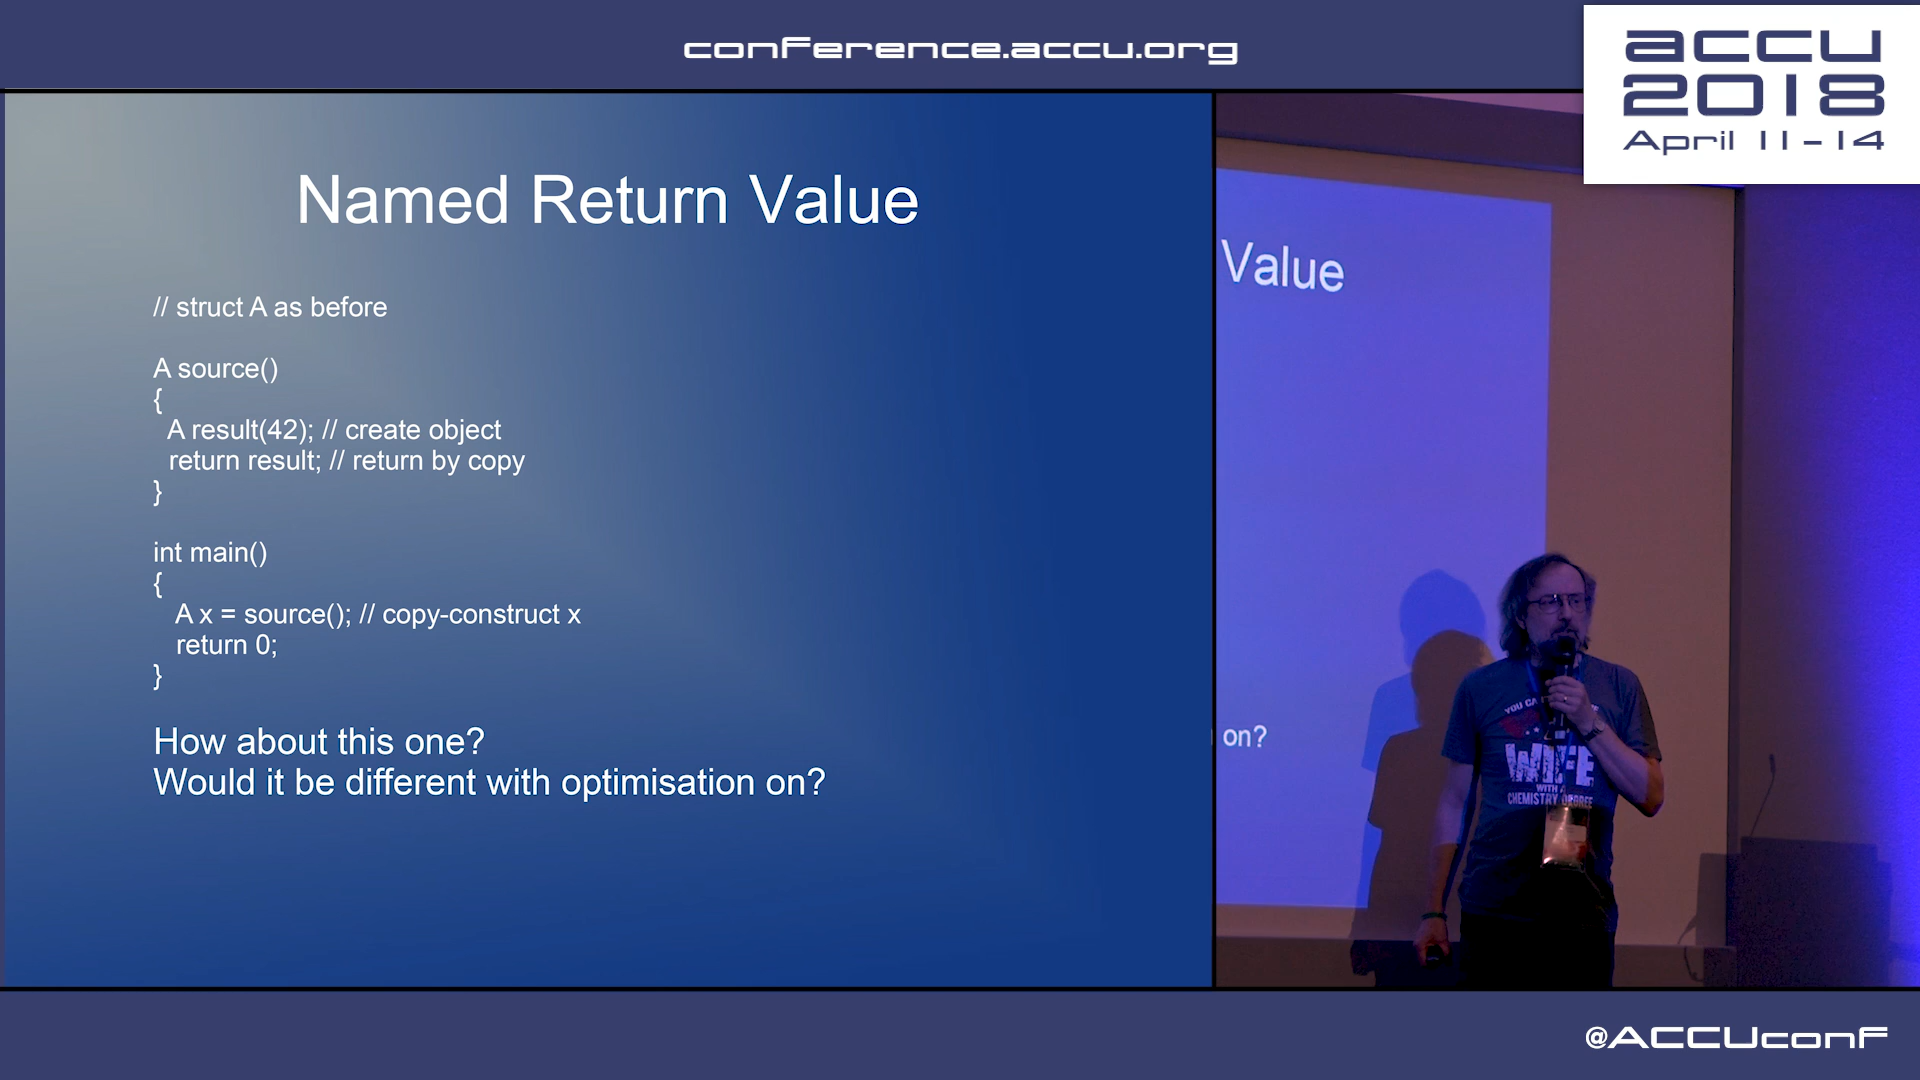 conference.accu.org
accu
2018
April 11-14
Named Return Value
// struct A as before
A source()
{
A result(42); // create object
return result; // return by copy
}
int main()
{
A x = source(); // copy-construct x
return 0;
}
How about this one?
Would it be different with optimisation on?
Value
on?
YOU
WIFE
WITH A
CHEMISTRY DEGREE
@ACCUconf